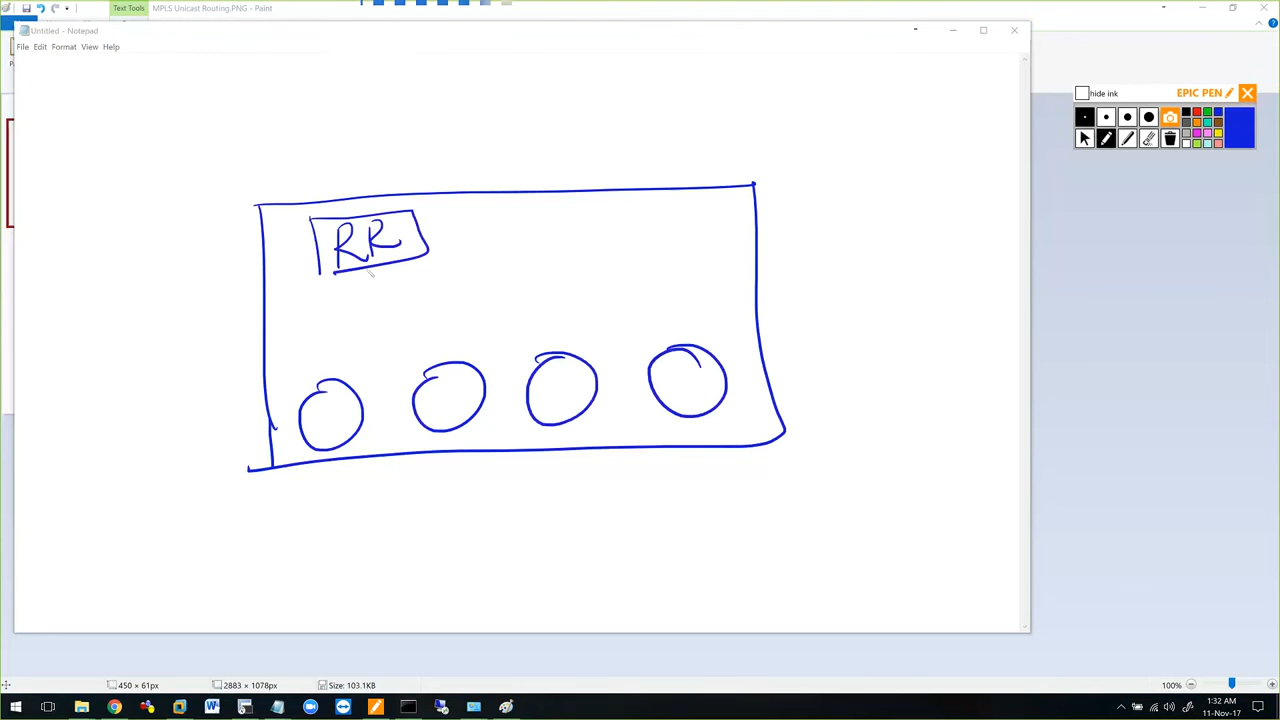 Text Tools MPLS Unicast Routing.PNG - Paint
Untitled - Notepad
File Edit Format View Help
hide ink EPIC PEN
RR
450 × 61px 2883 × 1078px Size: 103.1KB 100%
1:32 AM
11-Nov-17